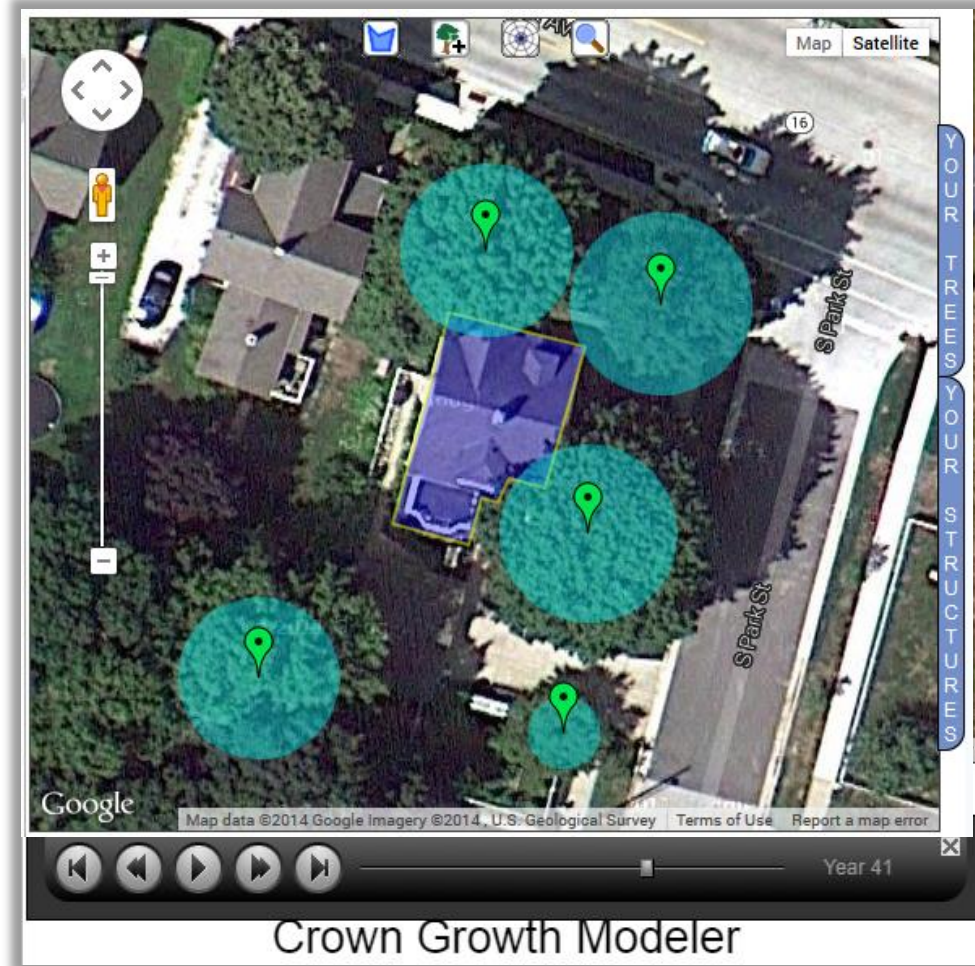 AV
Map Satellite
16
YOUR TREES
S Park St
YOUR STRUCTURES
S Park St
Google
Map data ©2014 Google Imagery ©2014 , U.S. Geological Survey Terms of Use Report a map error
Year 41
Crown Growth Modeler